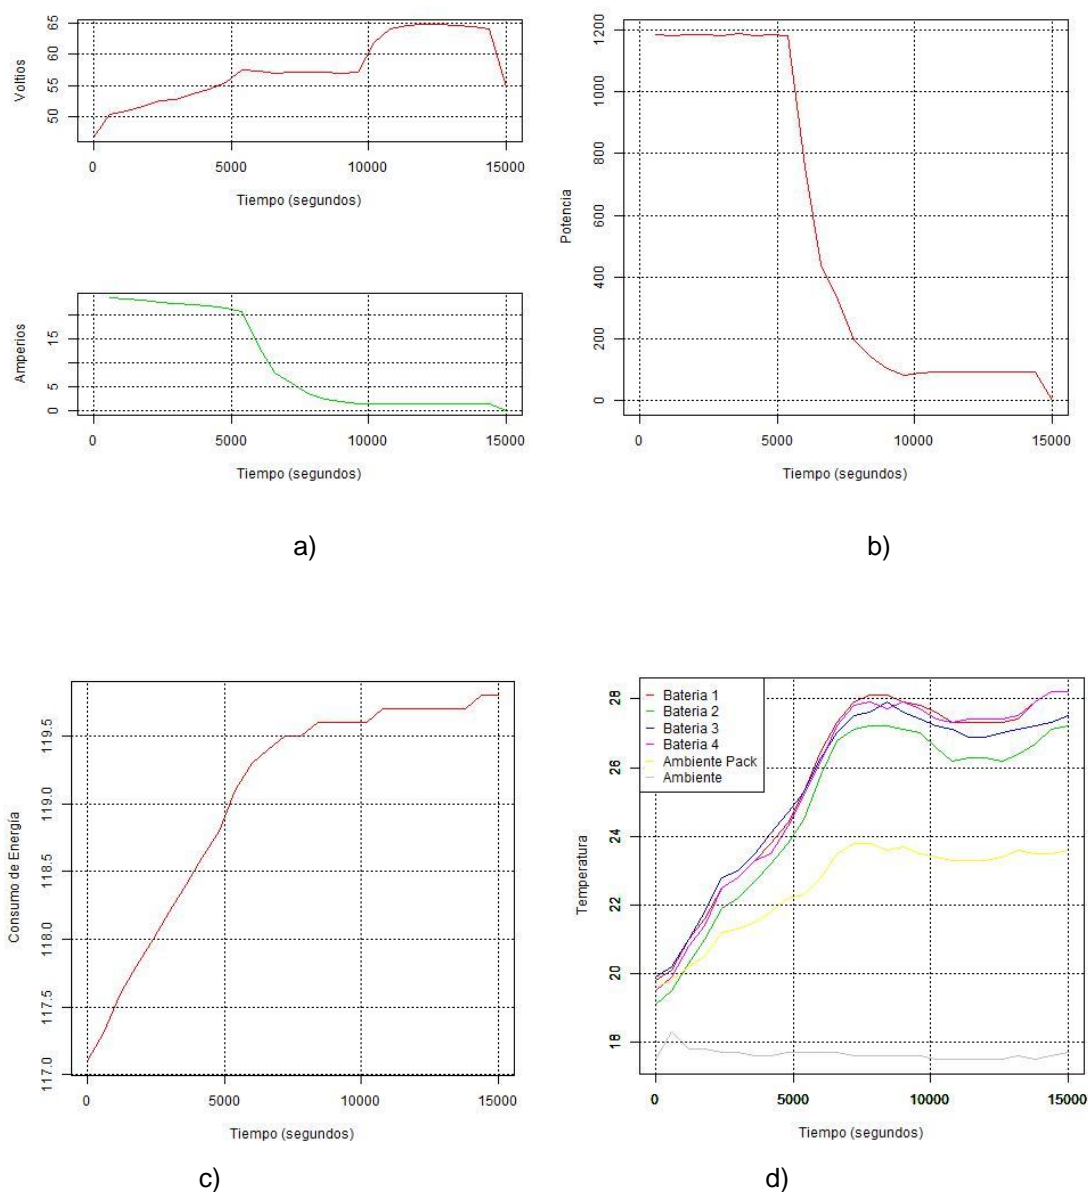 Voltios
50 55 60 65
0 5000 10000 15000
Tiempo (segundos)
Amperios
0 5 15
0 5000 10000 15000
Tiempo (segundos)
a)
Potencia
0 200 400 600 800 1000 1200
0 5000 10000 15000
Tiempo (segundos)
b)
Consumo de Energía
117.0 117.5 118.0 118.5 119.0 119.5
0 5000 10000 15000
Tiempo (segundos)
c)
Bateria 1
Bateria 2
Bateria 3
Bateria 4
Ambiente Pack
Ambiente
Temperatura
18 20 22 24 26 28
0 5000 10000 15000
Tiempo (segundos)
d)